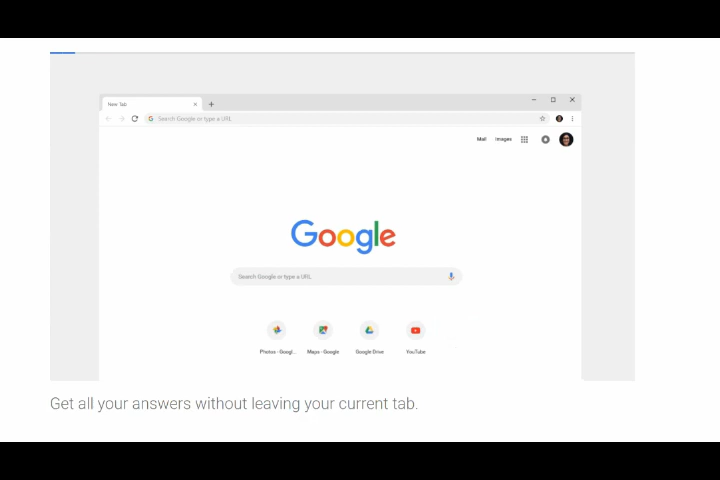 New Tab
Search Google or type a URL
Mail Images
Google
Search Google or type a URL
Photos - Googl... Maps - Google Google Drive YouTube
Get all your answers without leaving your current tab.